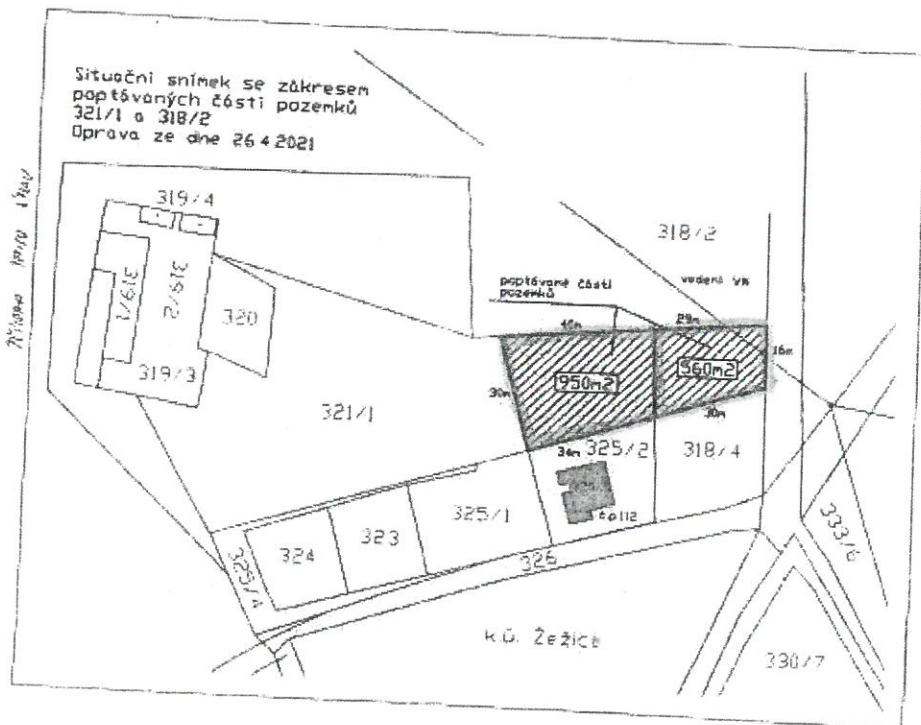 Situační snímek se zákresem
poptávaných částí pozemků
321/1 a 318/2
Oprava ze dne 26 4 2021
319/4
319/1
319/2
320
319/3
318/2
vedení VN
poptávané části
pozemků
40m
29m
16m
950m2
560m2
30m
30m
34m
321/1
325/2
318/4
čp112
325/1
323
324
325/4
326
333/6
k.ú. Žežice
330/7